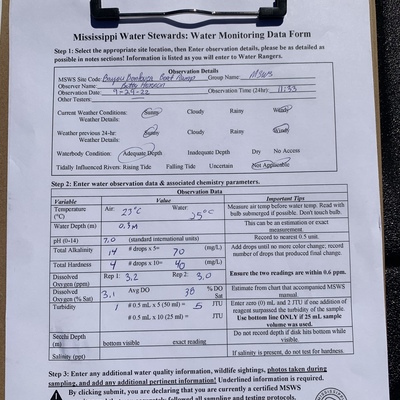 Mississippi Water Stewards: Water Monitoring Data Form
Step 1: Select the appropriate site location, then Enter observation details, please be as detailed as
possible in notes sections! Information is listed as you will enter to Water Rangers.
Observation Details
MSWS Site Code: Bayou Boat Ramp Group Name: MSWS
Observer Name: Betty
Observation Date: 9-29-22 Observation Time (24hr) 11:33
Other Testers:
Current Weather Conditions: Sunny Cloudy Rainy Windy
Weather Details:
Weather previous 24-hr: Sunny Cloudy Rainy Windy
Weather Details:
Waterbody Condition: Adequate Depth Inadequate Depth Dry No Access
Tidally Influenced Rivers: Rising Tide Falling Tide Uncertain Not Applicable
Step 2: Enter water observation data & associated chemistry parameters.
Observation Data
Variable Value Important Tips
Temperature (°C) Air: 23°C Water: 25°C Measure air temp before water temp. Read with
bulb submerged if possible. Don't touch bulb.
Water Depth (m) 0.3m This can be an estimation or exact
measurement.
pH (0-14) 7.0 (standard international units) Record to nearest 0.5 unit.
Total Alkalinity 14 # drops x 5= 70 (mg/L) Add drops until no more color change; record
number of drops that produced final change.
Total Hardness 4 # drops x 10= 40 (mg/L)
Dissolved Oxygen (ppm) Rep 1: 3.2 Rep 2: 3.0 Ensure the two readings are within 0.6 ppm.
Dissolved Oxygen (% Sat) 3.1 Avg DO 38 % DO Sat Estimate from chart that accompanied MSWS
manual.
Turbidity 1 # 0.5 mL x 5 (50 ml) = 5 JTU Enter zero (0) and 2 JTU if one addition of
reagent surpassed the turbidity of the sample.
# 0.5 mL x 10 (25 ml) = JTU Use bottom line ONLY if 25 mL sample
volume was used.
Secchi Depth (m) bottom visible exact reading Do not record depth if disk hits bottom while
visible.
Salinity (ppt) If salinity is present, do not test for hardness.
Step 3: Enter any additional water quality information, wildlife sightings, photos taken during
sampling, and add any additional pertinent information! Underlined information is required.
By clicking submit, you are declaring that you are currently a certified MSWS
followed all sampling and testing protocols.